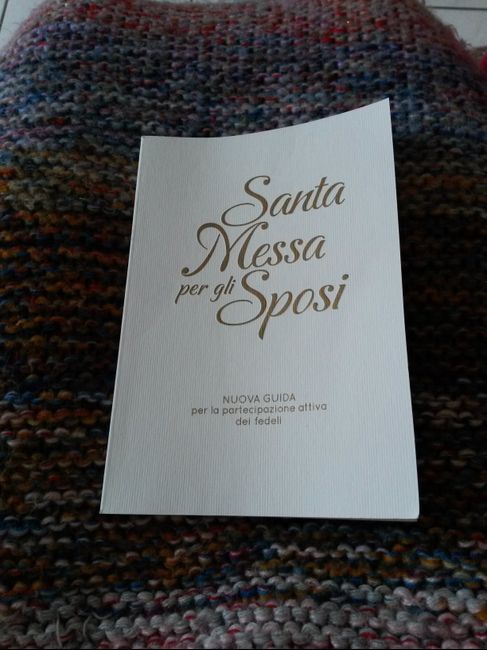 Santa
Messa
per gli Sposi
NUOVA GUIDA
per la partecipazione attiva
dei fedeli